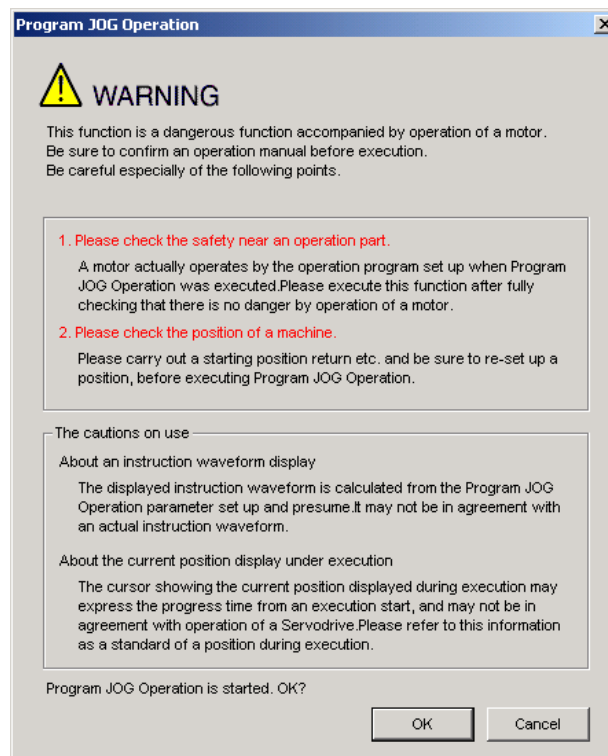 Program JOG Operation
WARNING
This function is a dangerous function accompanied by operation of a motor.
Be sure to confirm an operation manual before execution.
Be careful especially of the following points.
1. Please check the safety near an operation part.
A motor actually operates by the operation program set up when Program
JOG Operation was executed.Please execute this function after fully
checking that there is no danger by operation of a motor.
2. Please check the position of a machine.
Please carry out a starting position return etc. and be sure to re-set up a
position, before executing Program JOG Operation.
The cautions on use
About an instruction waveform display
The displayed instruction waveform is calculated from the Program JOG
Operation parameter set up and presume.It may not be in agreement with
an actual instruction waveform.
About the current position display under execution
The cursor showing the current position displayed during execution may
express the progress time from an execution start, and may not be in
agreement with operation of a Servodrive.Please refer to this information
as a standard of a position during execution.
Program JOG Operation is started. OK?
OK
Cancel